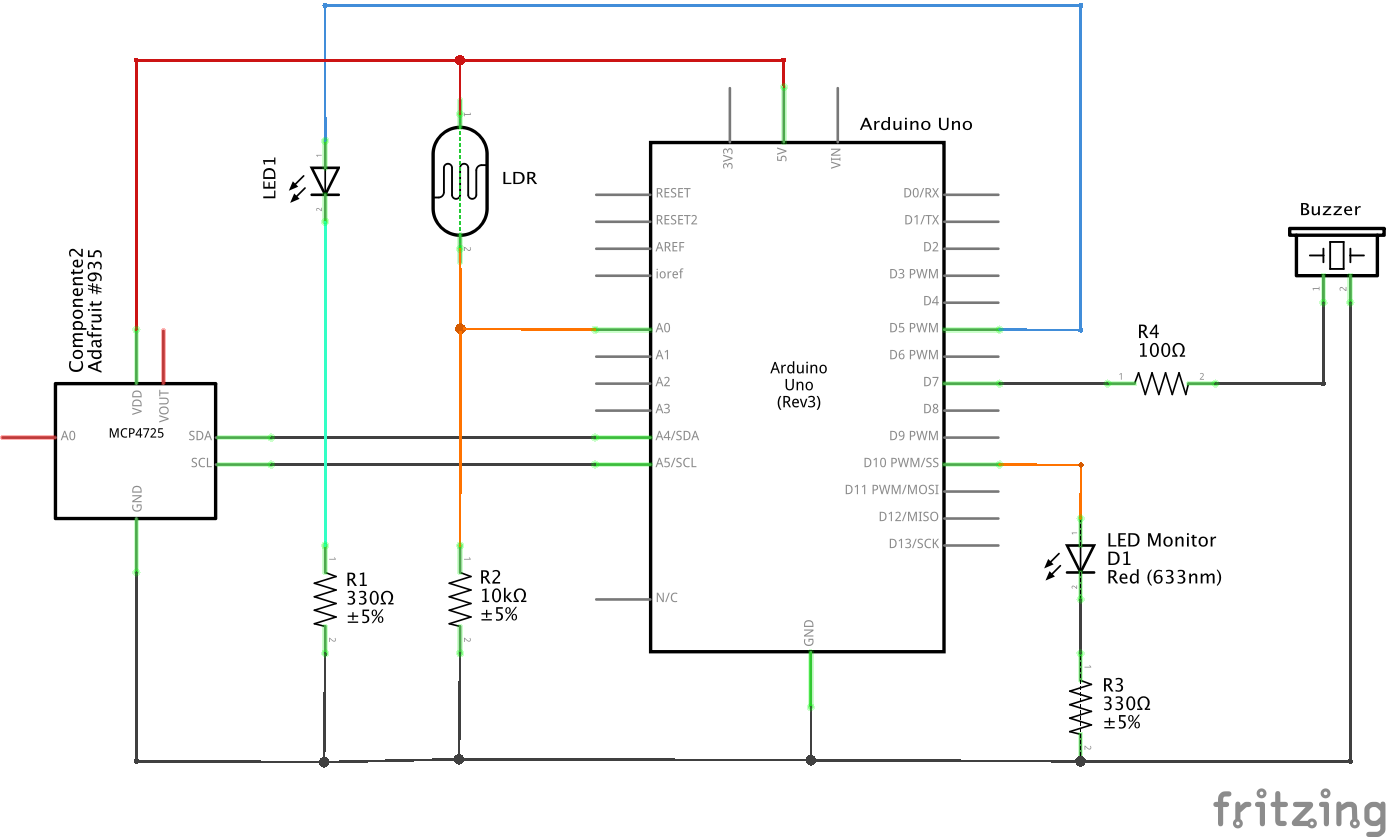 Arduino Uno
3V3
5V
VIN
LED1
1
2
1
LDR
2
RESET
RESET2
AREF
ioref
A0
A1
A2
A3
A4/SDA
A5/SCL
N/C
Arduino
Uno
(Rev3)
D0/RX
D1/TX
D2
D3 PWM
D4
D5 PWM
D6 PWM
D7
D8
D9 PWM
D10 PWM/SS
D11 PWM/MOSI
D12/MISO
D13/SCK
GND
Buzzer
1
2
R4
100Ω
1
2
Componente2
Adafruit #935
VDD
VOUT
MCP4725
A0
SDA
SCL
GND
1
R1
330Ω
±5%
2
1
R2
10kΩ
±5%
2
1
LED Monitor
D1
Red (633nm)
2
1
R3
330Ω
±5%
2
fritzing